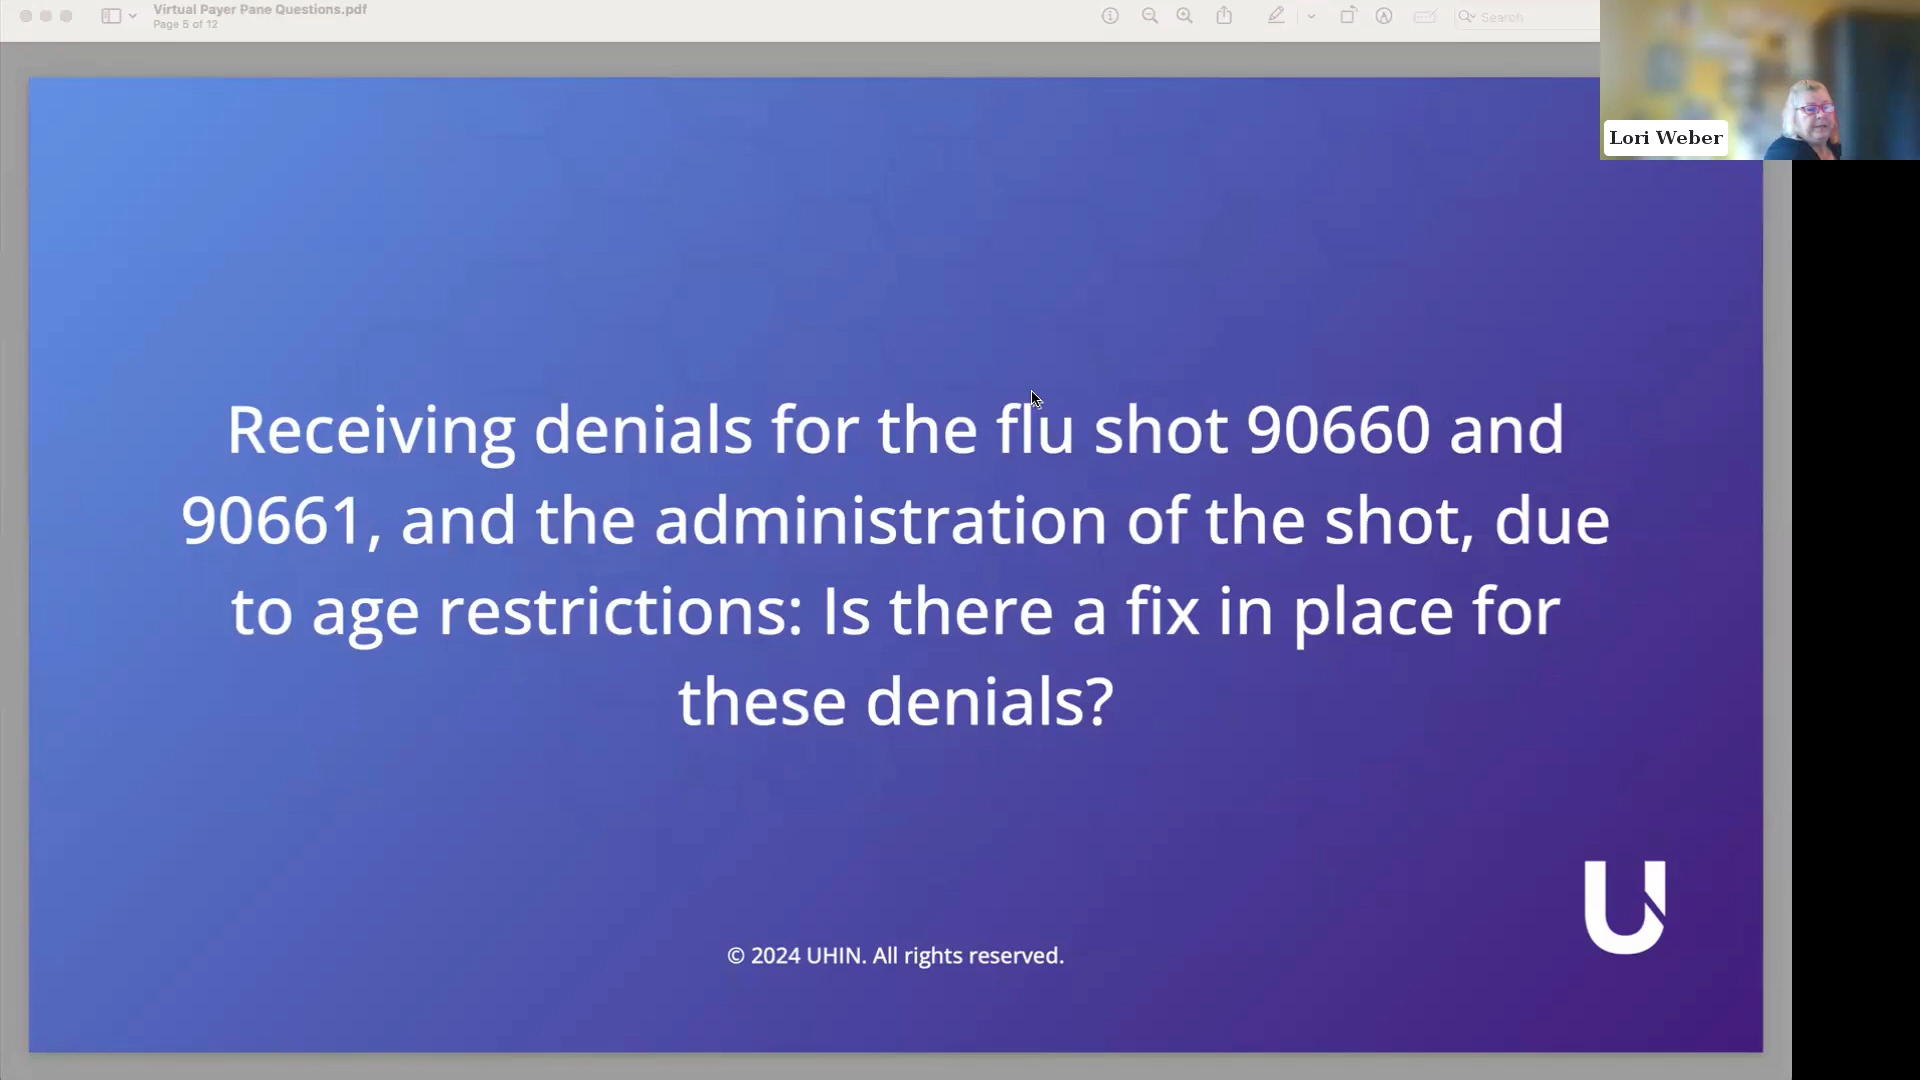 Virtual Payer Pane Questions.pdf
Page 5 of 12
Search
Lori Weber
Receiving denials for the flu shot 90660 and
90661, and the administration of the shot, due
to age restrictions: Is there a fix in place for
these denials?
© 2024 UHIN. All rights reserved.